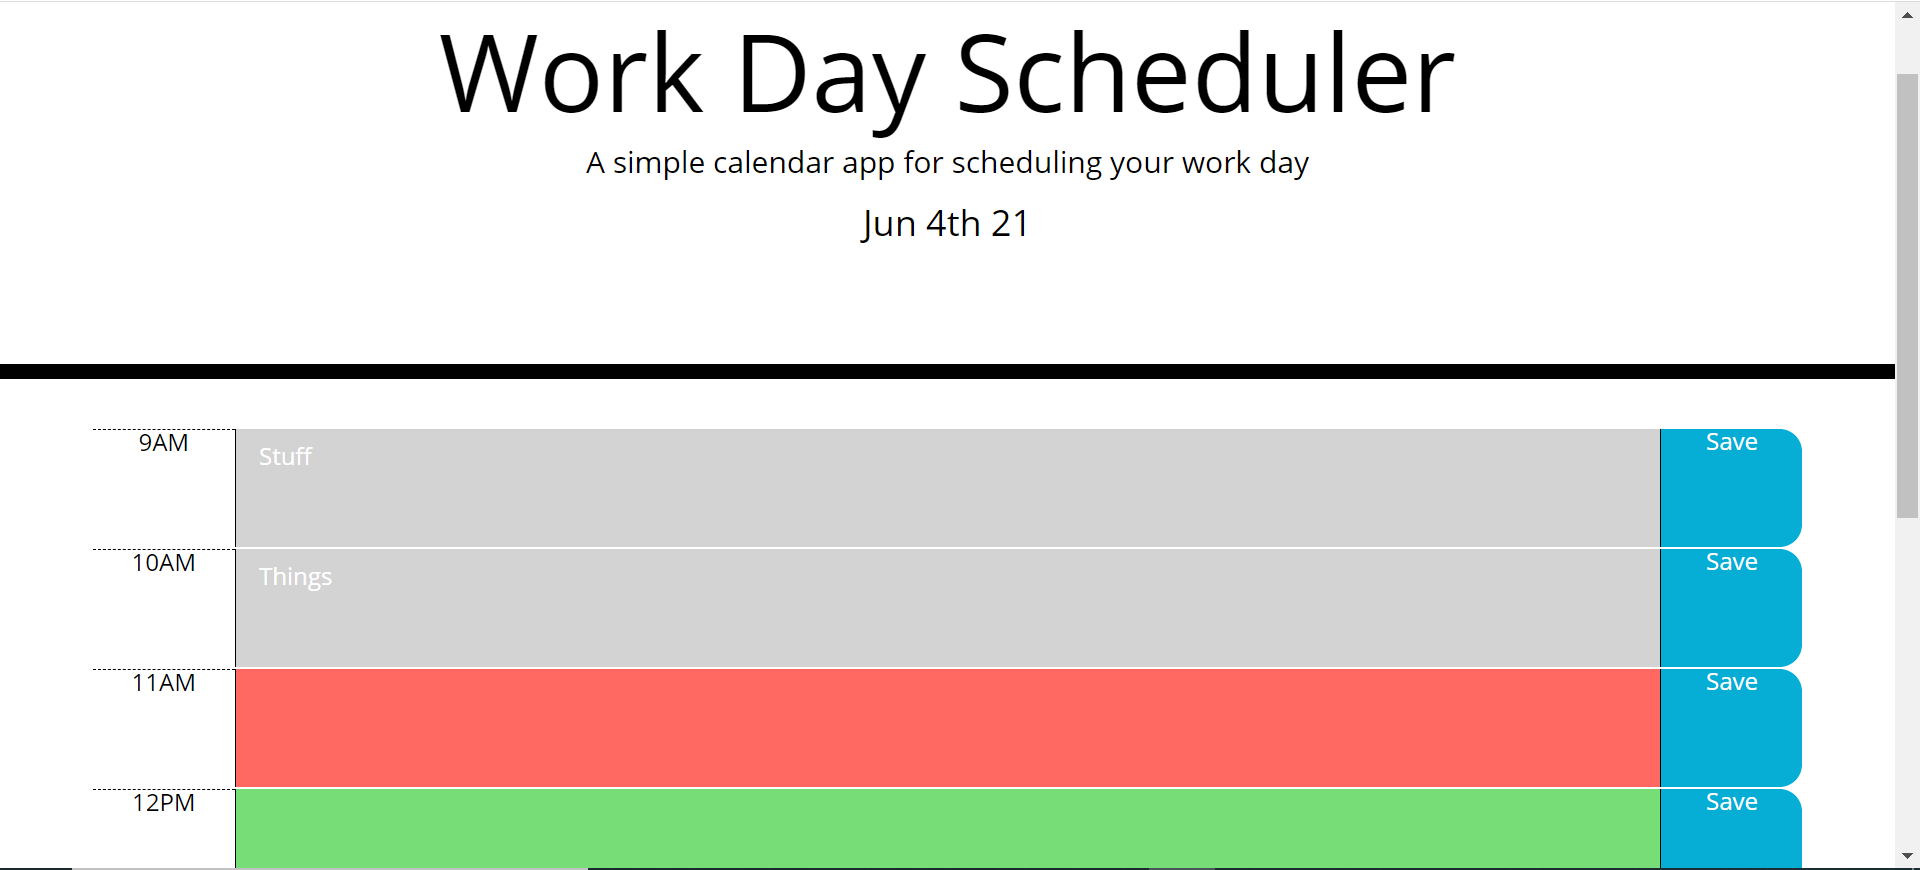 Work Day Scheduler
A simple calendar app for scheduling your work day
Jun 4th 21
9AM Stuff Save
10AM Things Save
11AM Save
12PM Save